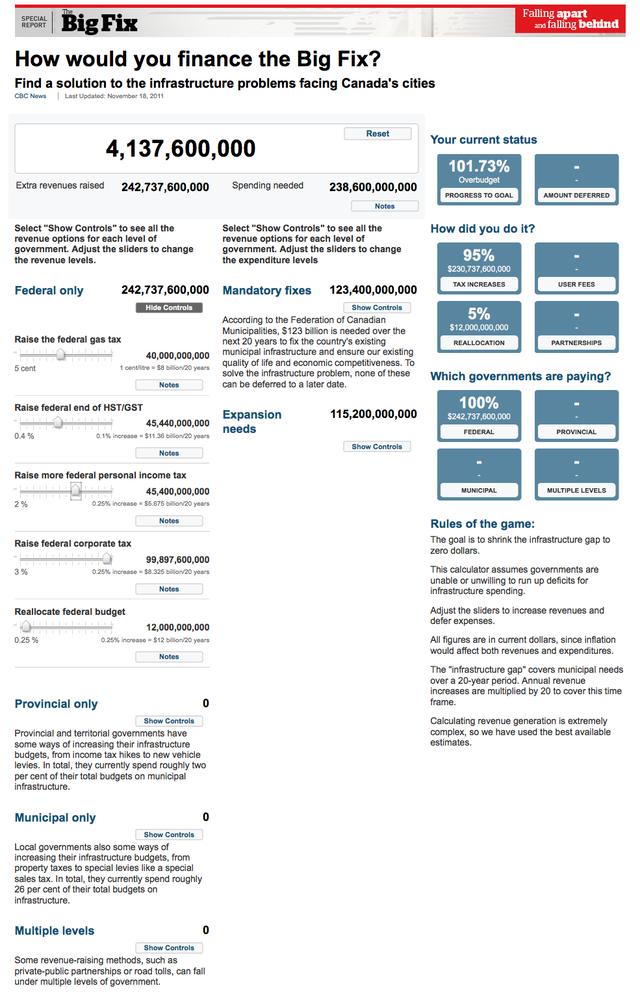 SPECIAL
REPORT
The
Big Fix
Falling apart
and falling behind
How would you finance the Big Fix?
Find a solution to the infrastructure problems facing Canada's cities
CBC News | Last Updated: November 18, 2011
4,137,600,000
Reset
Extra revenues raised 242,737,600,000
Spending needed 238,600,000,000
Notes
Select "Show Controls" to see all the
revenue options for each level of
government. Adjust the sliders to change
the revenue levels.
Federal only 242,737,600,000
Hide Controls
Raise the federal gas tax
40,000,000,000
5 cent
1 cent/litre = $8 billion/20 years
Notes
Raise federal end of HST/GST
45,440,000,000
0.4 %
0.1% increase = $11.36 billion/20 years
Notes
Raise more federal personal income tax
45,400,000,000
2 %
0.25% increase = $5.675 billion/20 years
Notes
Raise federal corporate tax
99,897,600,000
3 %
0.25% increase = $8.325 billion/20 years
Notes
Reallocate federal budget
12,000,000,000
0.25 %
0.25% increase = $12 billion/20 years
Notes
Provincial only 0
Show Controls
Provincial and territorial governments have
some ways of increasing their infrastructure
budgets, from income tax hikes to new vehicle
levies. In total, they currently spend roughly two
per cent of their total budgets on municipal
infrastructure.
Municipal only 0
Show Controls
Local governments also some ways of
increasing their infrastructure budgets, from
property taxes to special levies like a special
sales tax. In total, they currently spend roughly
26 per cent of their total budgets on
infrastructure.
Multiple levels 0
Show Controls
Some revenue-raising methods, such as
private-public partnerships or road tolls, can fall
under multiple levels of government.
Select "Show Controls" to see all the
revenue options for each level of
government. Adjust the sliders to change
the expenditure levels
Mandatory fixes 123,400,000,000
Show Controls
According to the Federation of Canadian
Municipalities, $123 billion is needed over the
next 20 years to fix the country's existing
municipal infrastructure and ensure our existing
quality of life and economic competitiveness. To
solve the infrastructure problem, none of these
can be deferred to a later date.
Expansion
needs
115,200,000,000
Show Controls
Your current status
101.73%
Overbudget
PROGRESS TO GOAL
-
-
AMOUNT DEFERRED
How did you do it?
95%
$230,737,600,000
TAX INCREASES
-
-
USER FEES
5%
$12,000,000,000
REALLOCATION
-
-
PARTNERSHIPS
Which governments are paying?
100%
$242,737,600,000
FEDERAL
-
-
PROVINCIAL
-
-
MUNICIPAL
-
-
MULTIPLE LEVELS
Rules of the game:
The goal is to shrink the infrastructure gap to
zero dollars.
This calculator assumes governments are
unable or unwilling to run up deficits for
infrastructure spending.
Adjust the sliders to increase revenues and
defer expenses.
All figures are in current dollars, since inflation
would affect both revenues and expenditures.
The "infrastructure gap" covers municipal needs
over a 20-year period. Annual revenue
increases are multiplied by 20 to cover this time
frame.
Calculating revenue generation is extremely
complex, so we have used the best available
estimates.